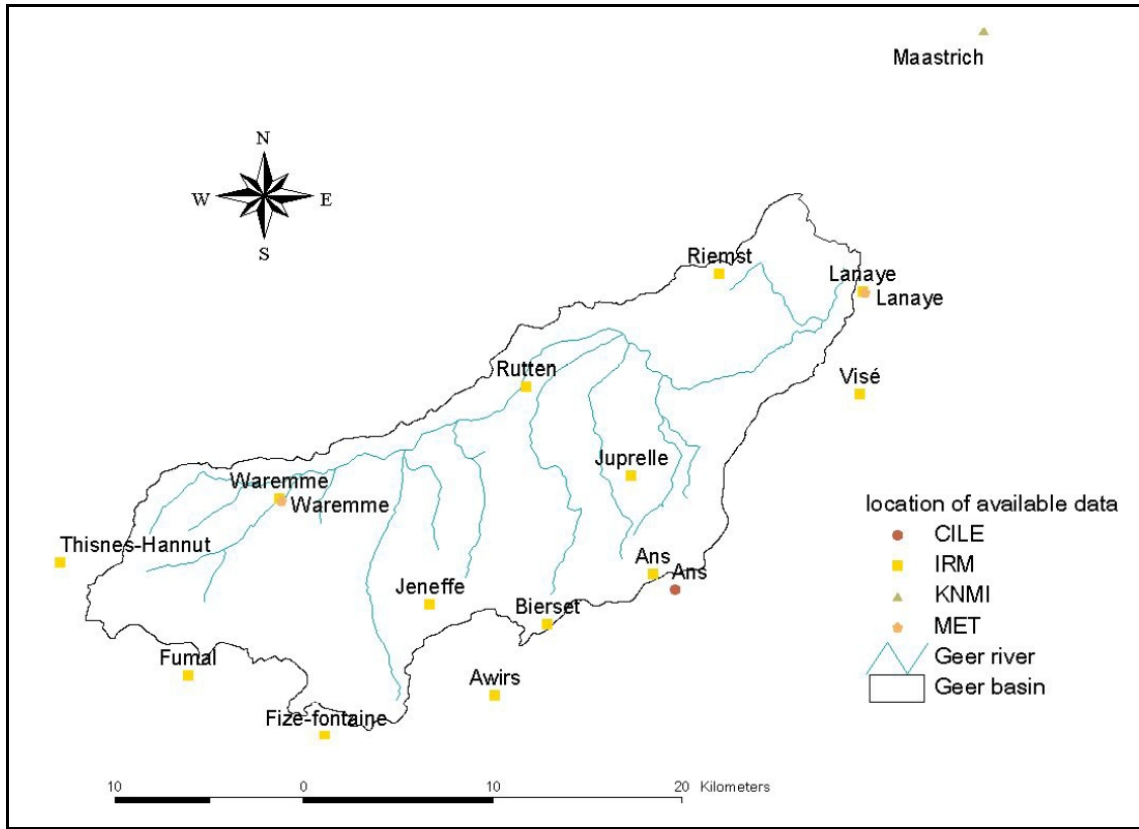 Maastrich
N
W E
S
Riemst
Lanaye
Lanaye
Rutten
Visé
Juprelle
Waremme
Waremme
Thisnes-Hannut
Ans
Ans
Jeneffe
Bierset
Fumal
Awirs
Fize-fontaine
location of available data
CILE
IRM
KNMI
MET
Geer river
Geer basin
10 0 10 20 Kilometers